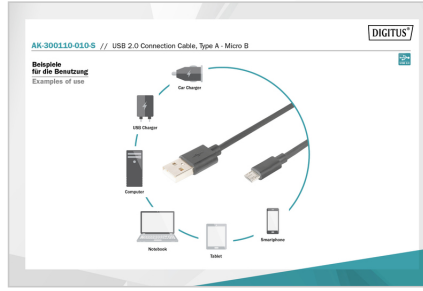 DIGITUS®
AK-300110-010-S // USB 2.0 Connection Cable, Type A - Micro B
Beispiele
für die Benutzung
Examples of use
Car Charger
USB Charger
Computer
Notebook
Tablet
Smartphone